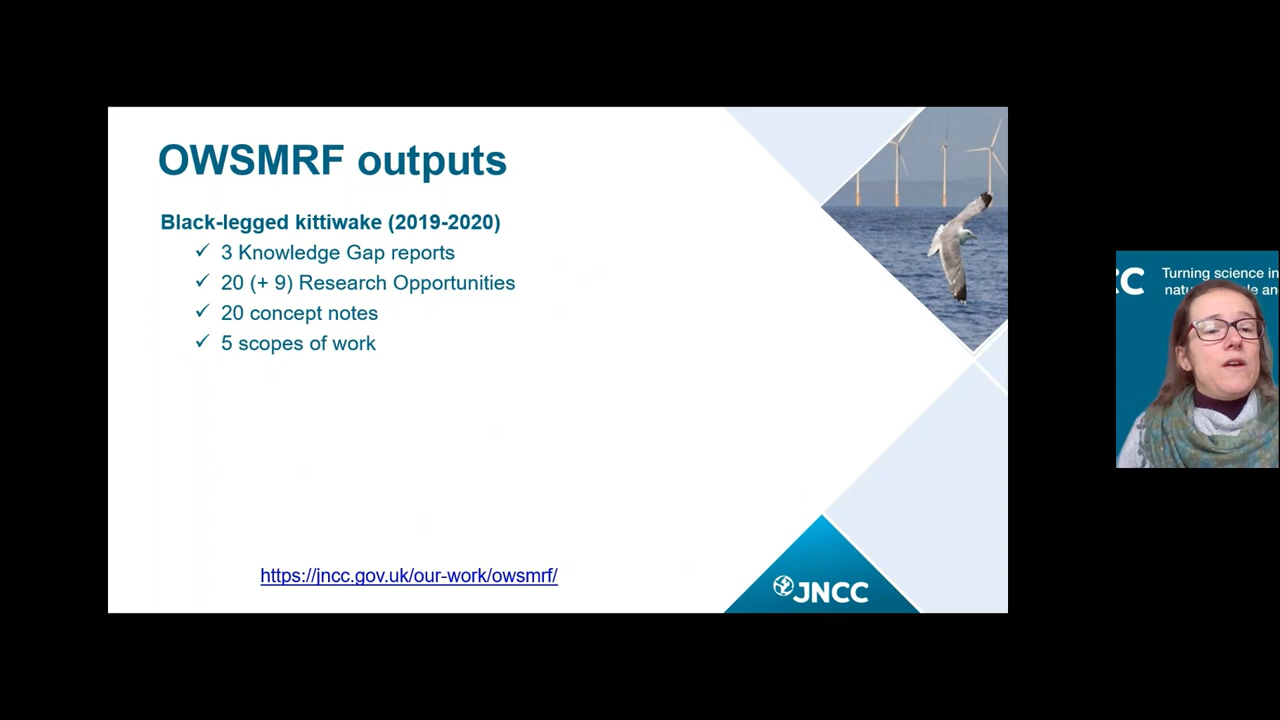 OWSMRF outputs
Black-legged kittiwake (2019-2020)
✓ 3 Knowledge Gap reports
✓ 20 (+ 9) Research Opportunities
✓ 20 concept notes
✓ 5 scopes of work
https://jncc.gov.uk/our-work/owsmrf/
JNCC
CC
Turning science in